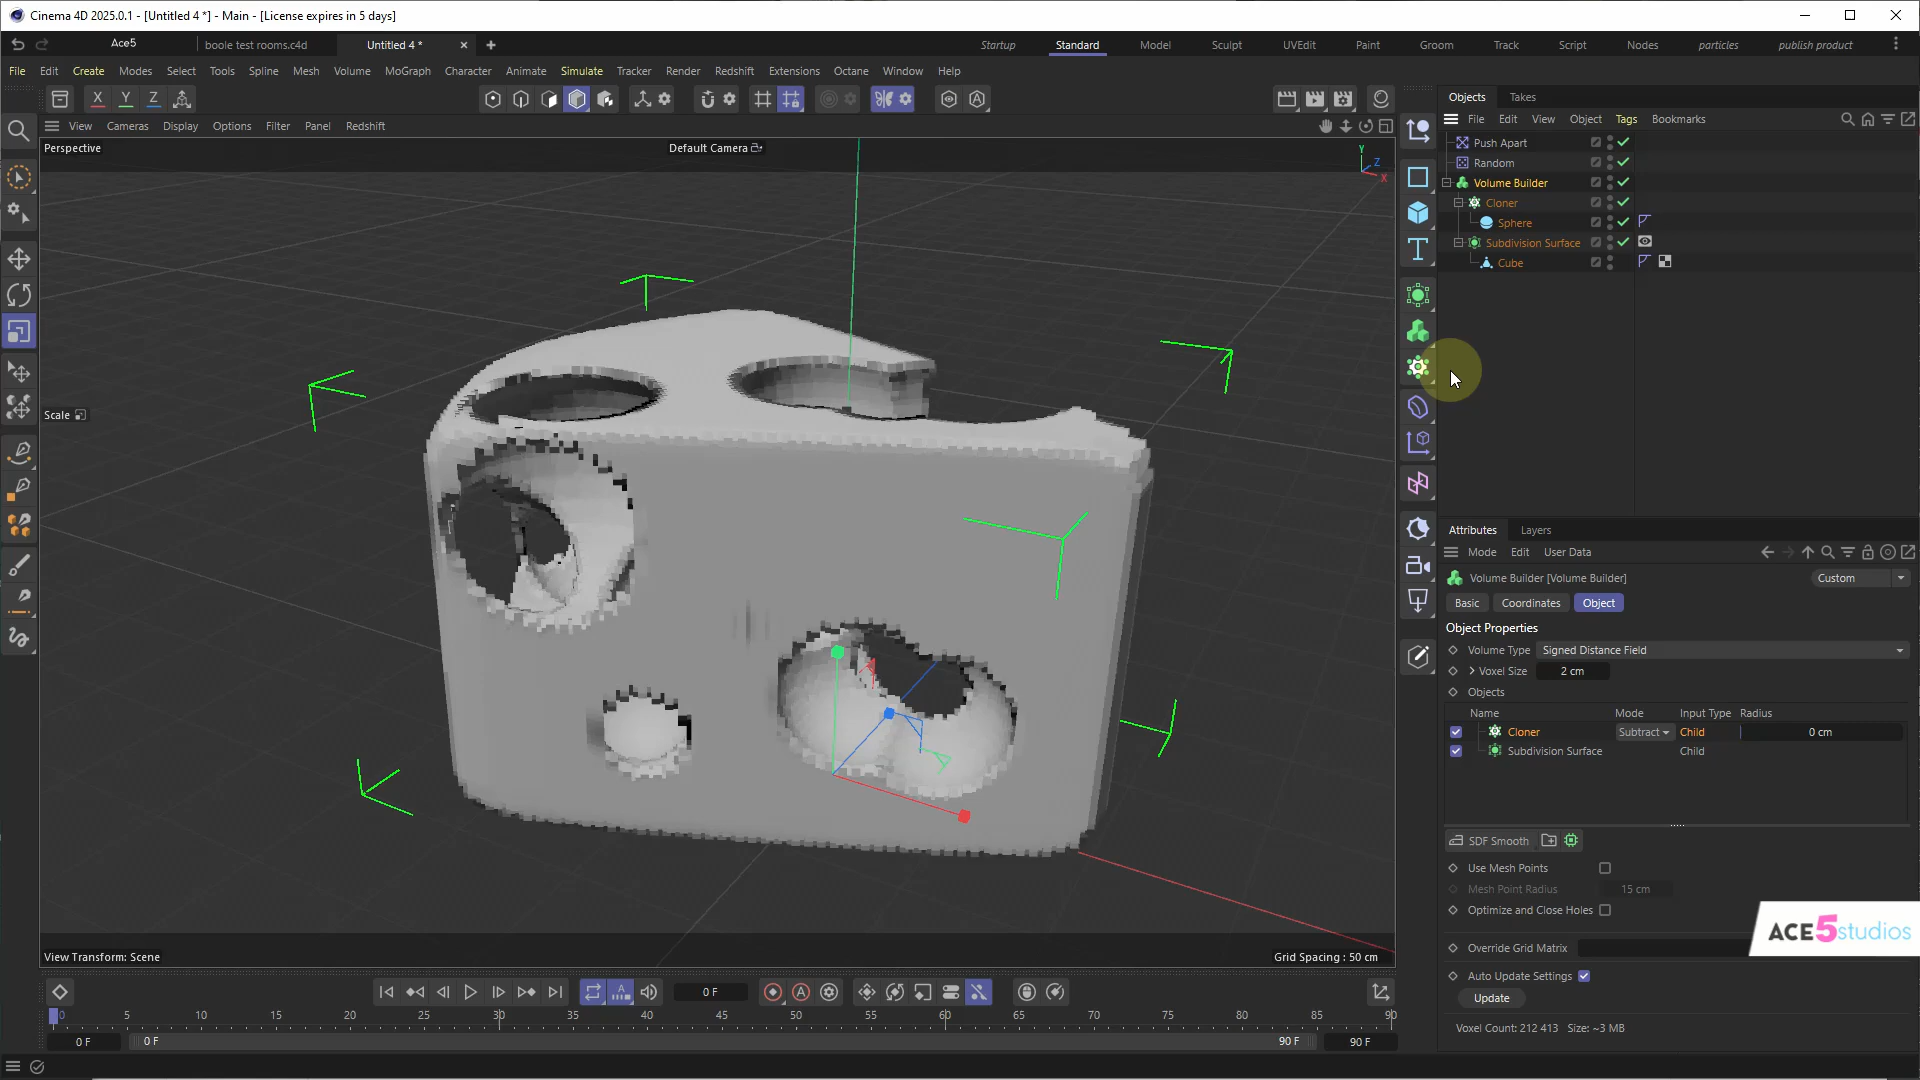 Cinema 4D 2025.0.1 - [Untitled 4 *] - Main - [License expires in 5 days]
Ace5 boole test rooms.c4d Untitled 4 * Startup Standard Model Sculpt UVEdit Paint Groom Track Script Nodes particles publish product
File Edit Create Modes Select Tools Spline Mesh Volume MoGraph Character Animate Simulate Tracker Render Redshift Extensions Octane Window Help
X Y Z
View Cameras Display Options Filter Panel Redshift
Perspective Default Camera
Y Z X
Scale
View Transform: Scene Grid Spacing : 50 cm
Objects Takes
File Edit View Object Tags Bookmarks
Push Apart
Random
Volume Builder
Cloner
Sphere
Subdivision Surface
Cube
Attributes Layers
Mode Edit User Data
Volume Builder [Volume Builder] Custom
Basic Coordinates Object
Object Properties
Volume Type Signed Distance Field
Voxel Size 2 cm
Objects
Name Mode Input Type Radius
Cloner Subtract Child 0 cm
Subdivision Surface Child
SDF Smooth
Use Mesh Points
Mesh Point Radius 15 cm
Optimize and Close Holes
Override Grid Matrix
Auto Update Settings
Update
Voxel Count: 212 413 Size: ~3 MB
ACE5studios
0 F
0 5 10 15 20 25 30 35 40 45 50 55 60 65 70 75 80 85 90
0 F 0 F 90 F 90 F